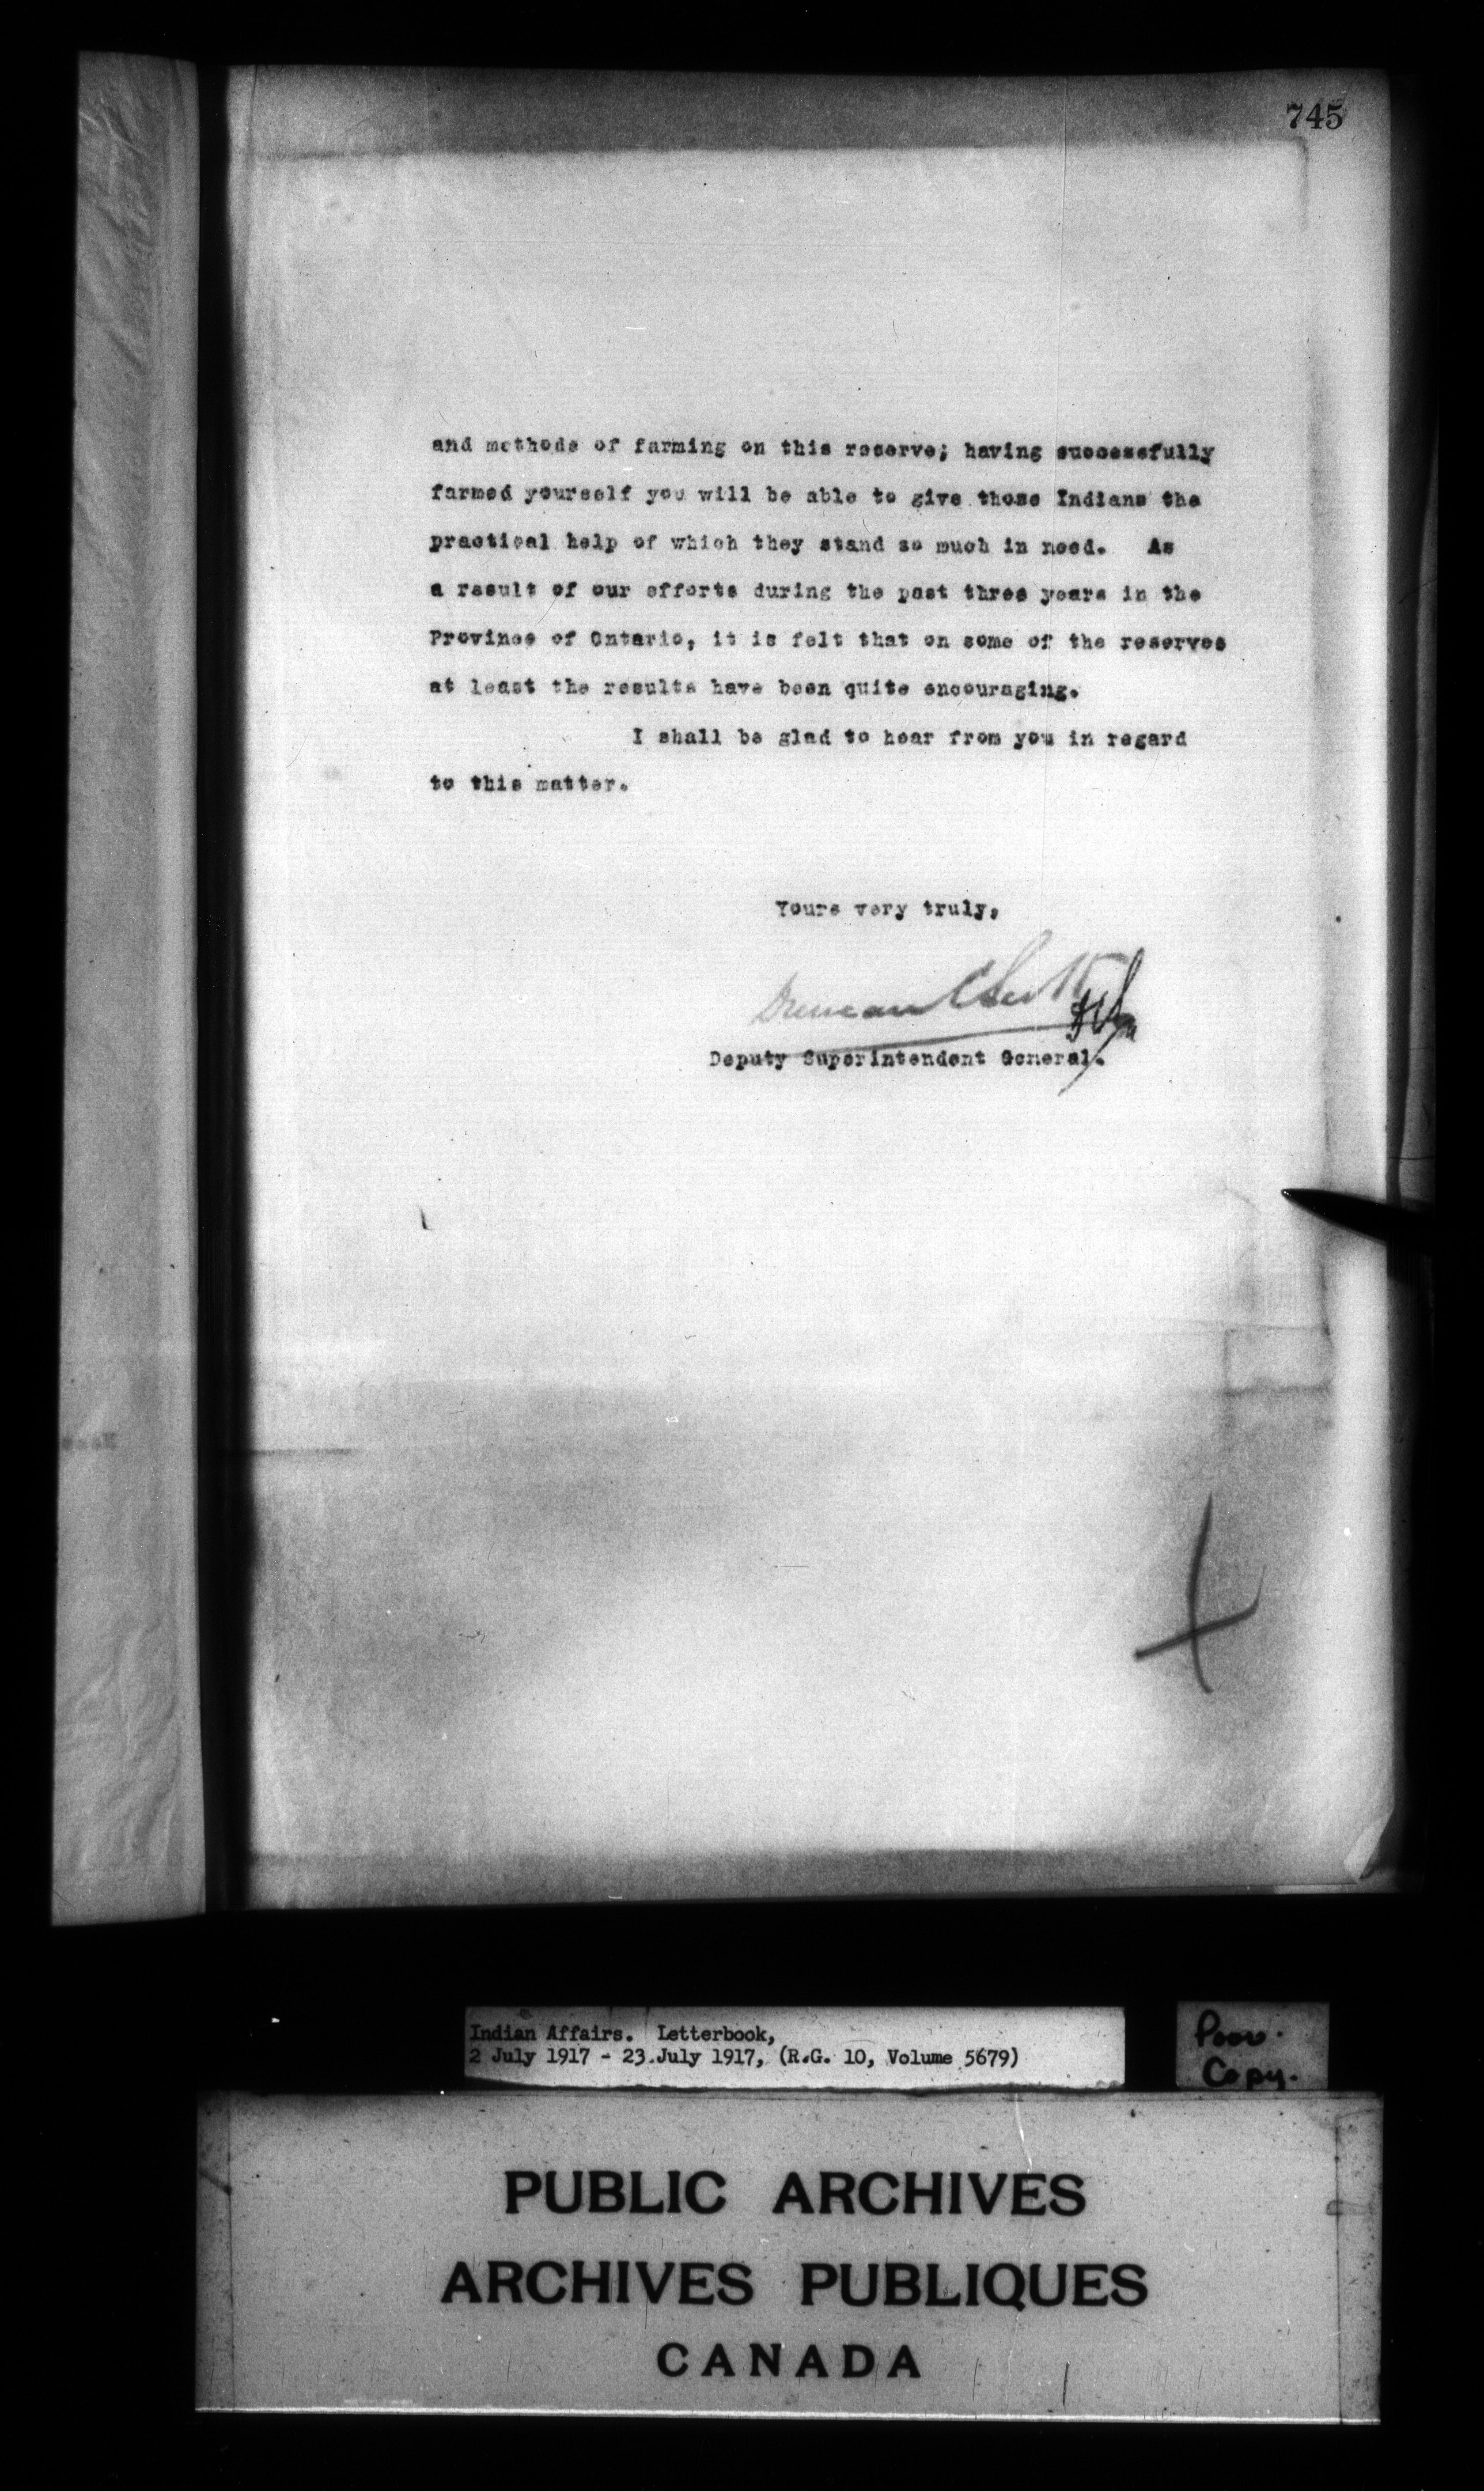 745
and methods of farming on this reserve; having successfully
farmed yourself you will be able to give those Indians the
practical help of which they stand so much in need. As
a result of our efforts during the past three years in the
Province of Ontario, it is felt that on some of the reserves
at least the results have been quite encouraging.
I shall be glad to hear from you in regard
to this matter.
Yours very truly,
Duncan C Scott
Deputy Superintendent General.
Indian Affairs. Letterbook,
2 July 1917 - 23 July 1917, (R.G. 10, Volume 5679)
Poor
Copy.
PUBLIC ARCHIVES
ARCHIVES PUBLIQUES
CANADA